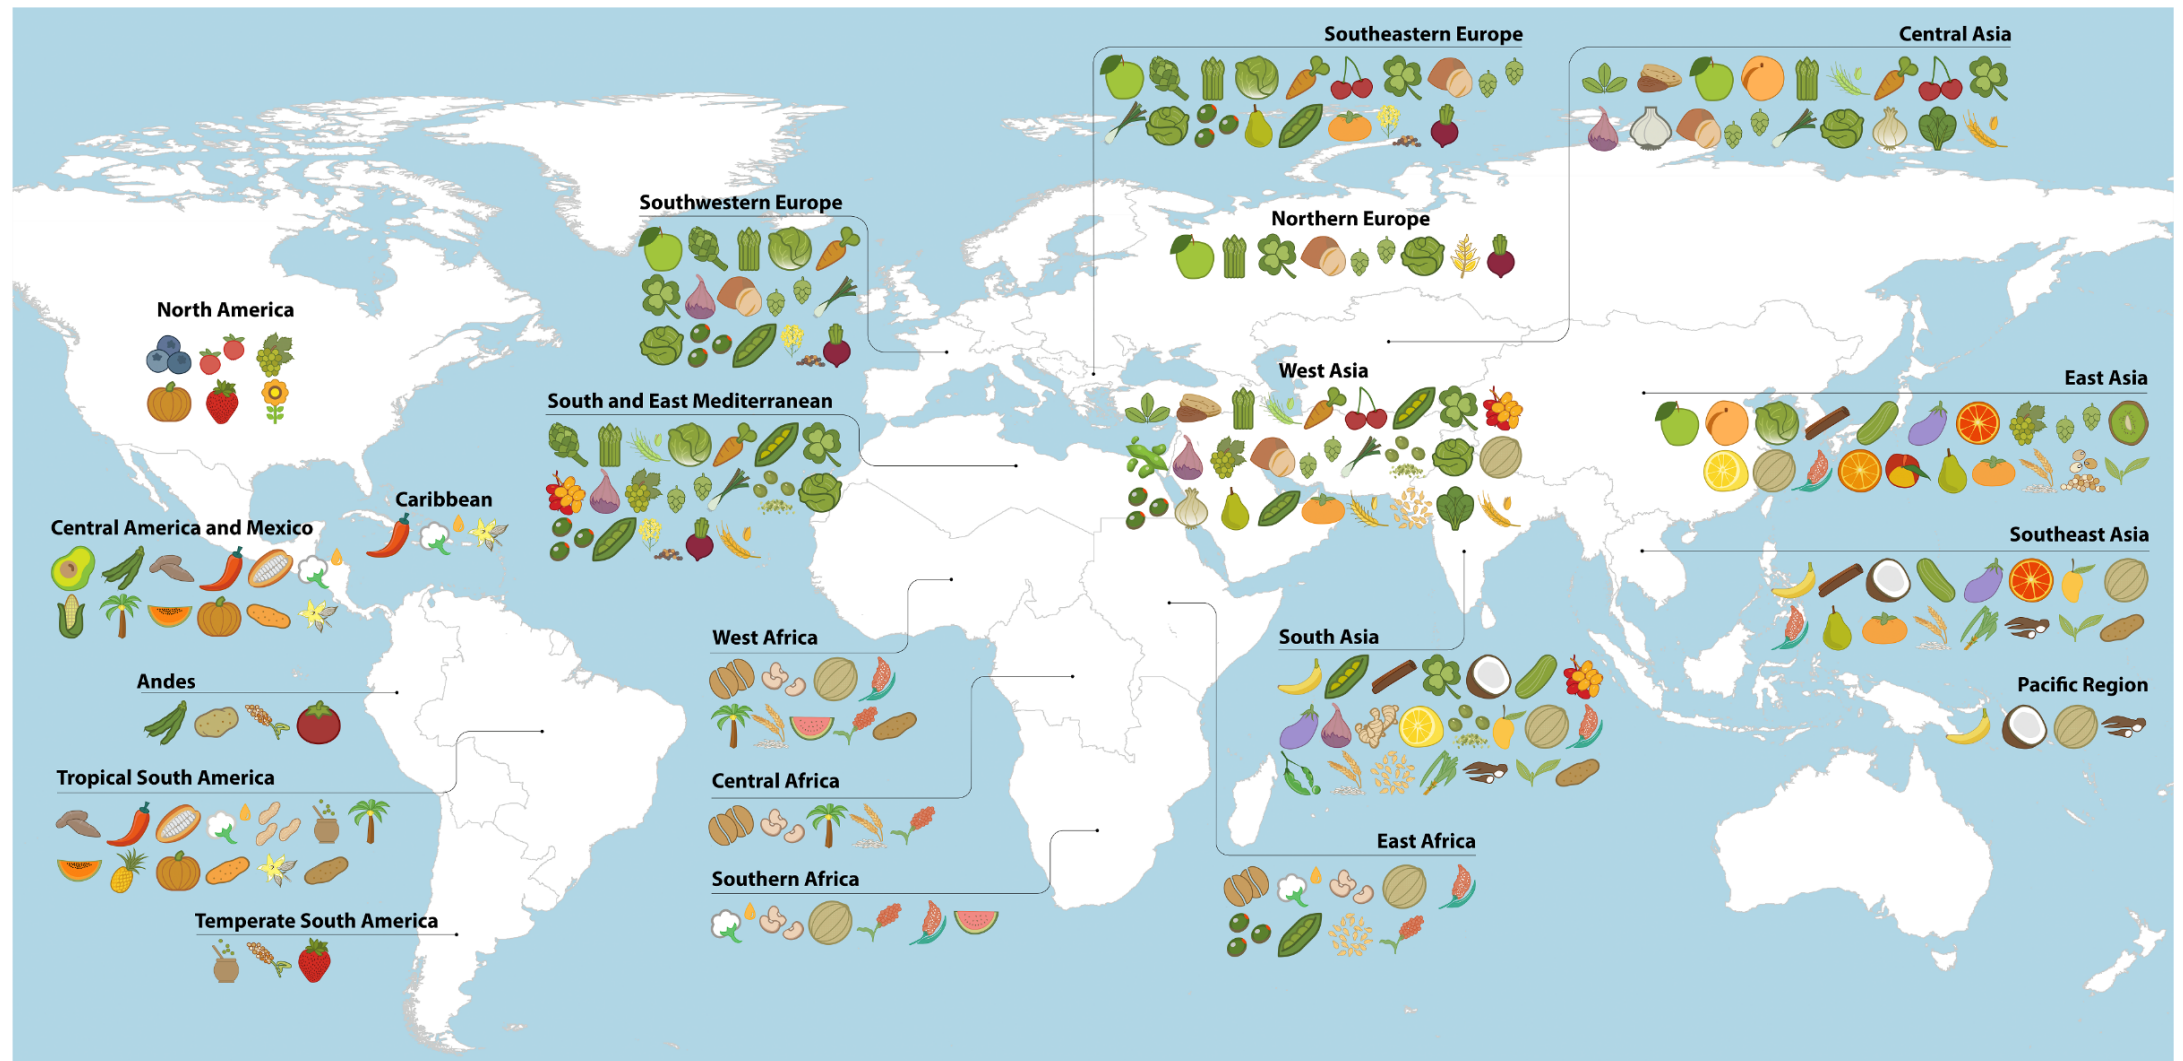 Southeastern Europe
Central Asia
Southwestern Europe
Northern Europe
North America
West Asia
East Asia
South and East Mediterranean
Caribbean
Central America and Mexico
Southeast Asia
West Africa
South Asia
Andes
Pacific Region
Tropical South America
Central Africa
East Africa
Southern Africa
Temperate South America